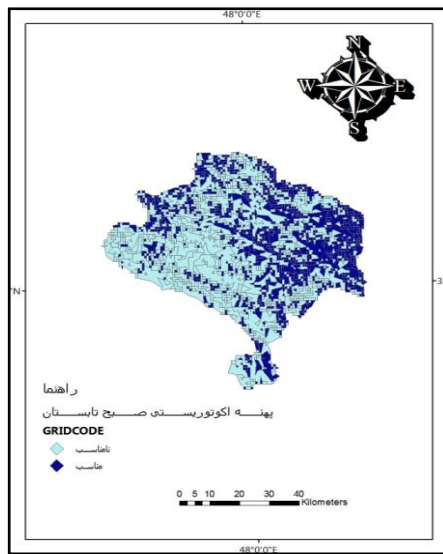 48°0'0"E
N
W E
S
N
3
راهنما
پهنه اکوتوریستی صبح تابستان
GRIDCODE
نامناسب
مناسب
0 5 10 20 30 40
Kilometers
48°0'0"E